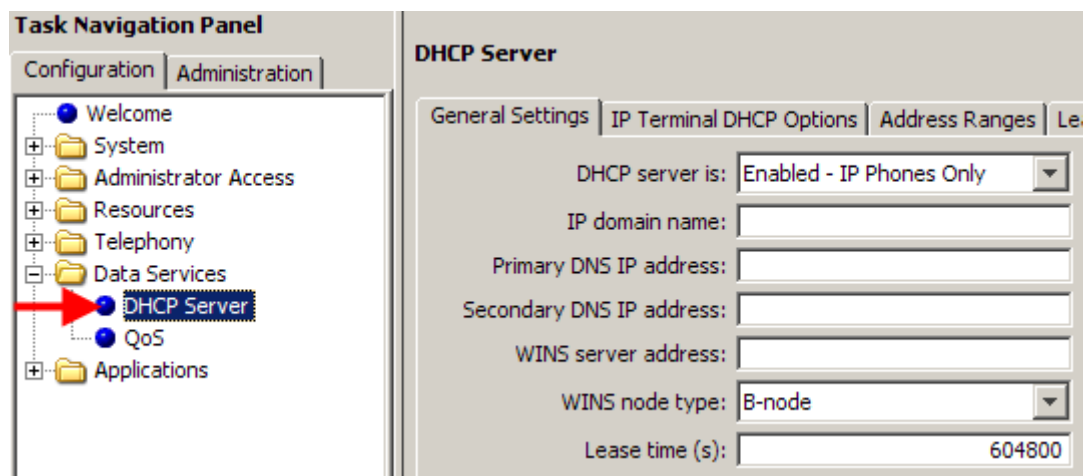 Task Navigation Panel
Configuration
Administration
Welcome
System
Administrator Access
Resources
Telephony
Data Services
DHCP Server
QoS
Applications
DHCP Server
General Settings
IP Terminal DHCP Options
Address Ranges
DHCP server is: Enabled - IP Phones Only
IP domain name:
Primary DNS IP address:
Secondary DNS IP address:
WINS server address:
WINS node type: B-node
Lease time (s): 604800